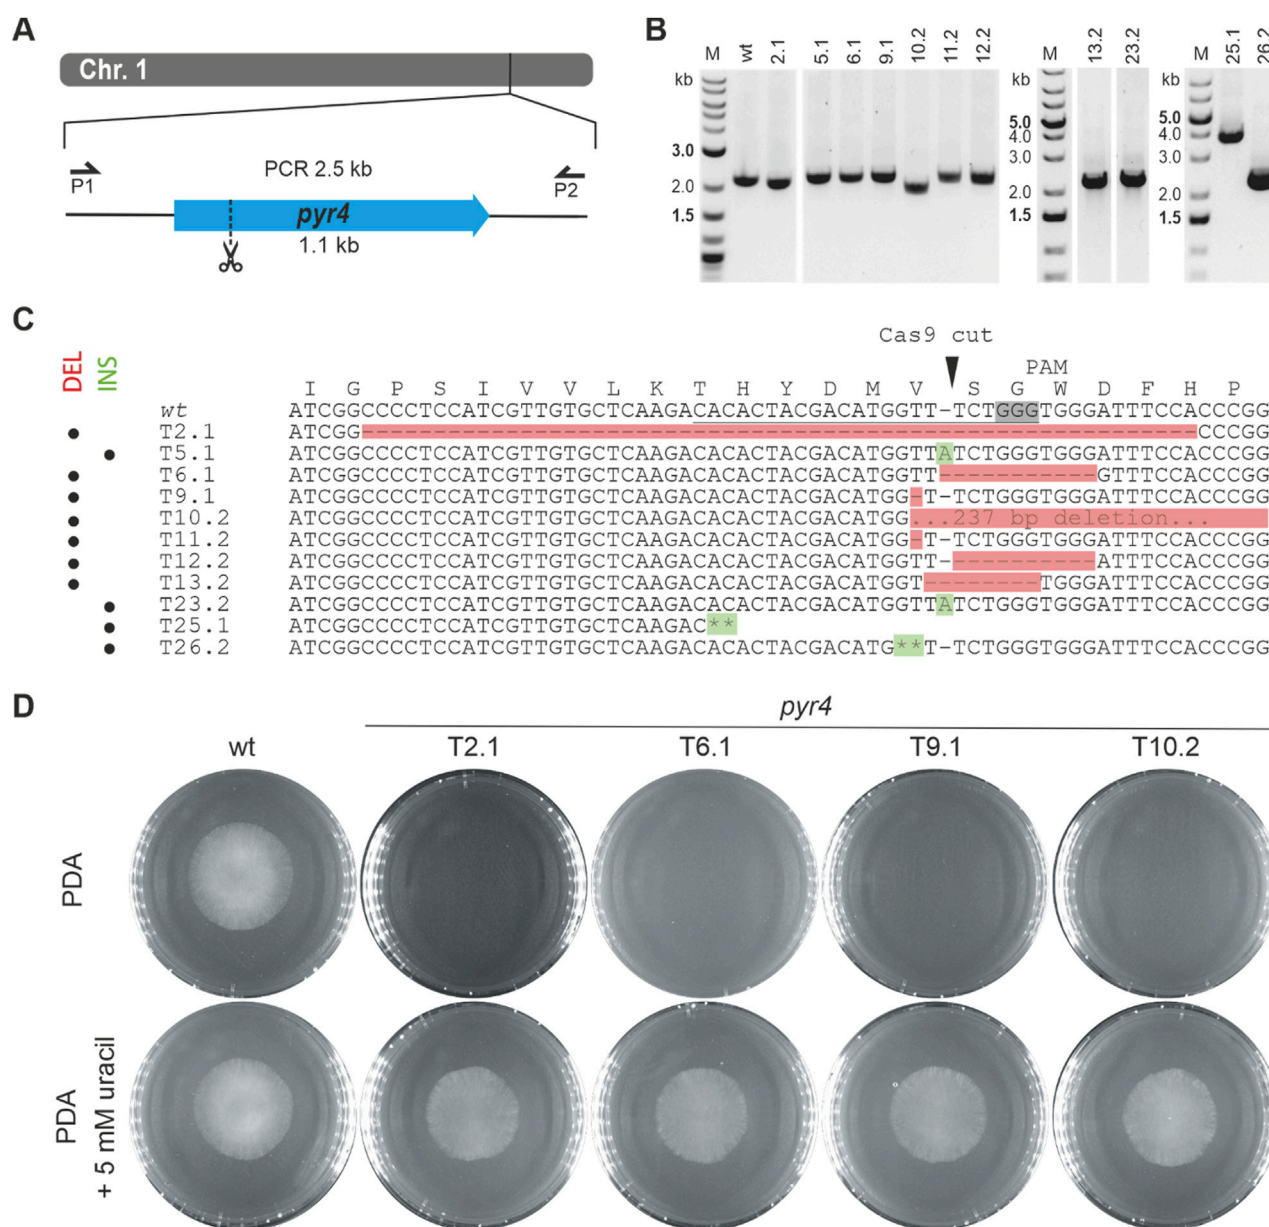 A
Chr. 1
PCR 2.5 kb
P1
P2
pyr4
1.1 kb
B
M wt 2.1 5.1 6.1 9.1 10.2 11.2 12.2
kb
3.0
2.0
1.5
M 13.2 23.2
kb
5.0
4.0
3.0
2.0
1.5
M 25.1 26.2
kb
5.0
4.0
3.0
2.0
1.5
C
Cas9 cut
DEL INS
PAM
I G P S I V V L K T H Y D M V S G W D F H P
wt ATCGGCCCCTCCATCGTTGTGCTCAAGACACACTACGACATGGTT-TCTGGGTGGGATTTCCACCCGG
T2.1 ATCGG----------------------------------------------------------CCCGG
T5.1 ATCGGCCCCTCCATCGTTGTGCTCAAGACACACTACGACATGGTTATCTGGGTGGGATTTCCACCCGG
T6.1 ATCGGCCCCTCCATCGTTGTGCTCAAGACACACTACGACATGGTT-----------GTTTCCACCCGG
T9.1 ATCGGCCCCTCCATCGTTGTGCTCAAGACACACTACGACATGG-T-TCTGGGTGGGATTTCCACCCGG
T10.2 ATCGGCCCCTCCATCGTTGTGCTCAAGACACACTACGACATGG...237 bp deletion...
T11.2 ATCGGCCCCTCCATCGTTGTGCTCAAGACACACTACGACATGG-T-TCTGGGTGGGATTTCCACCCGG
T12.2 ATCGGCCCCTCCATCGTTGTGCTCAAGACACACTACGACATGGTT-----------ATTTCCACCCGG
T13.2 ATCGGCCCCTCCATCGTTGTGCTCAAGACACACTACGACATGGT--------TGGGATTTCCACCCGG
T23.2 ATCGGCCCCTCCATCGTTGTGCTCAAGACACACTACGACATGGTTATCTGGGTGGGATTTCCACCCGG
T25.1 ATCGGCCCCTCCATCGTTGTGCTCAAGAC**
T26.2 ATCGGCCCCTCCATCGTTGTGCTCAAGACACACTACGACATG**T-TCTGGGTGGGATTTCCACCCGG
D
pyr4
wt T2.1 T6.1 T9.1 T10.2
PDA
PDA
+ 5 mM uracil